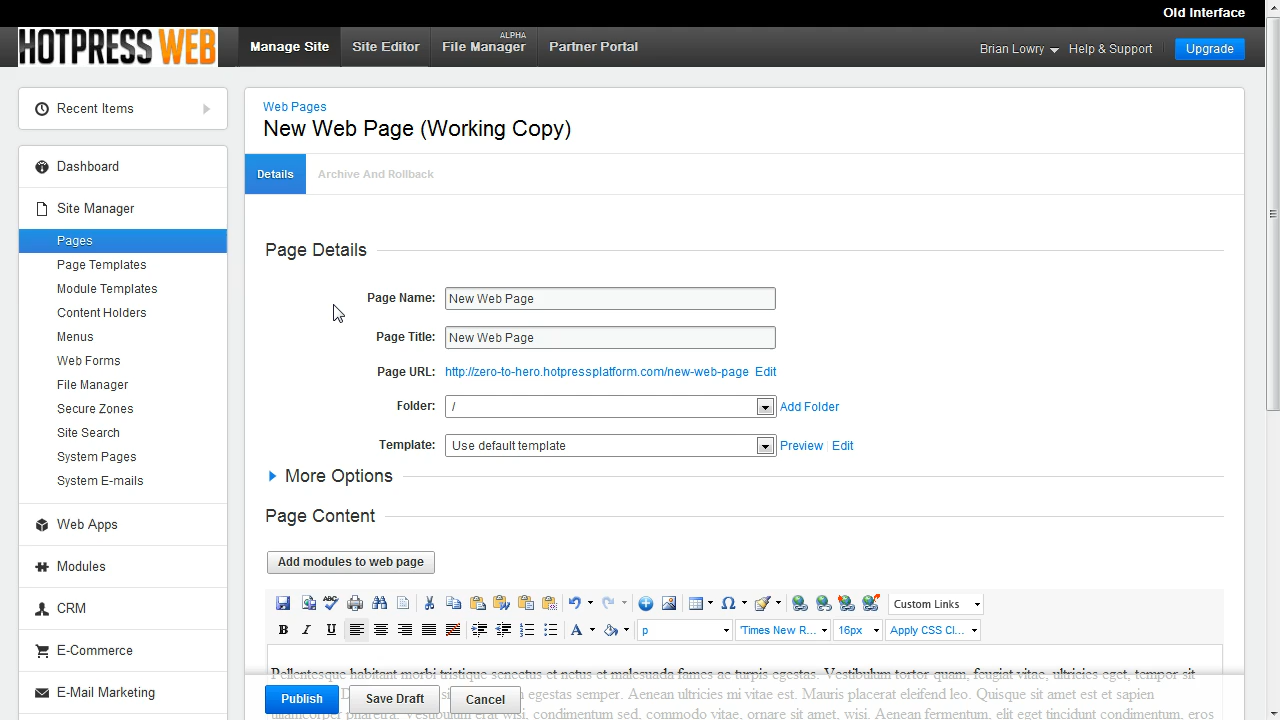 Old Interface
HOTPRESS WEB
Manage Site
Site Editor
ALPHA
File Manager
Partner Portal
Brian Lowry
Help & Support
Upgrade
Recent Items
Dashboard
Site Manager
Pages
Page Templates
Module Templates
Content Holders
Menus
Web Forms
File Manager
Secure Zones
Site Search
System Pages
System E-mails
Web Apps
Modules
CRM
E-Commerce
E-Mail Marketing
Web Pages
New Web Page (Working Copy)
Details
Archive And Rollback
Page Details
Page Name: New Web Page
Page Title: New Web Page
Page URL: http://zero-to-hero.hotpressplatform.com/new-web-page Edit
Folder: / Add Folder
Template: Use default template Preview Edit
More Options
Page Content
Add modules to web page
ABC
Custom Links
B I U A p 'Times New R... 16px Apply CSS Cl...
Pellentesque habitant morbi tristique senectus et netus et malesuada fames ac turpis egestas. Vestibulum tortor quam, feugiat vitae, ultricies eget, tempor sit
egestas semper. Aenean ultricies mi vitae est. Mauris placerat eleifend leo. Quisque sit amet est et sapien
ullamcorper pharetra. Vestibulum erat wisi, condimentum sed, commodo vitae, ornare sit amet, wisi. Aenean fermentum, elit eget tincidunt condimentum, eros
Publish
Save Draft
Cancel